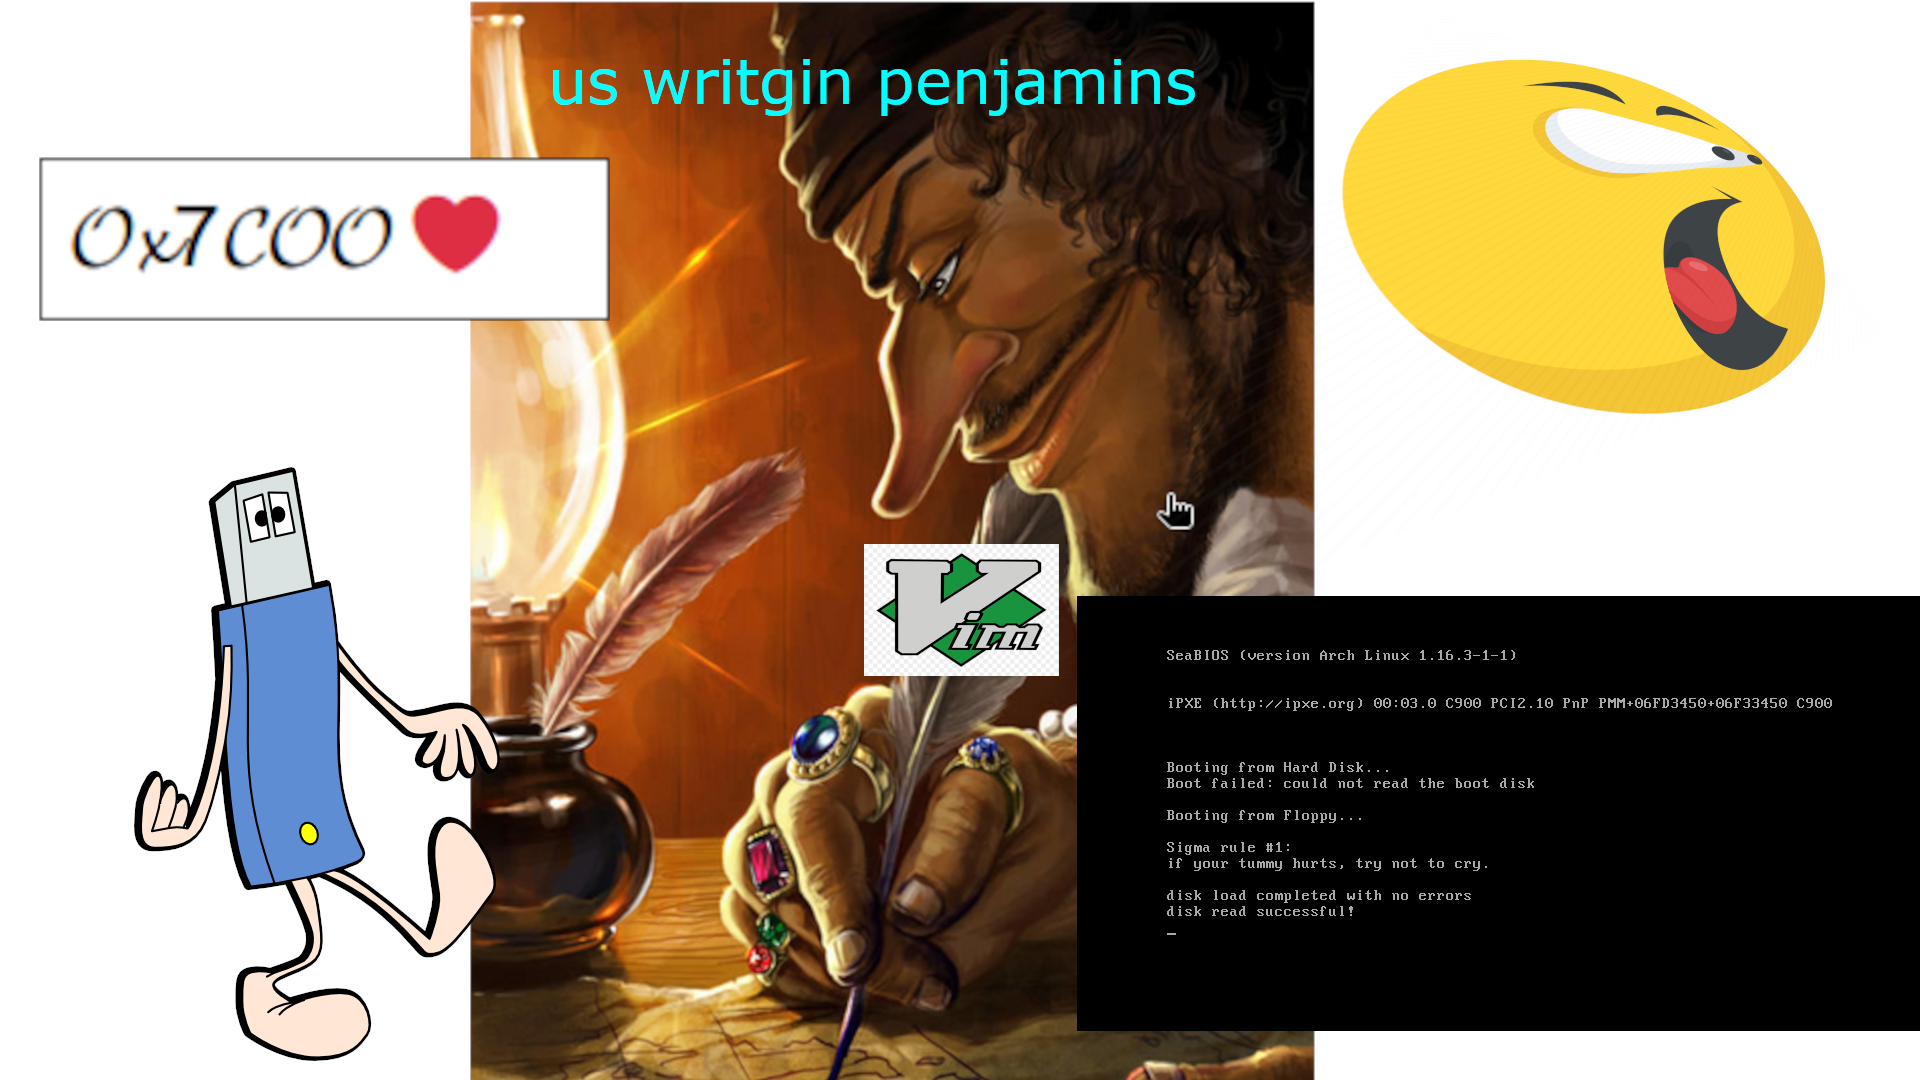 us writgin penjamins
0x7C00 ❤
Vim
SeaBIOS (version Arch Linux 1.16.3-1-1)
iPXE (http://ipxe.org) 00:03.0 C900 PCI2.10 PnP PMM+06FD3450+06F33450 C900
Booting from Hard Disk...
Boot failed: could not read the boot disk
Booting from Floppy...
Sigma rule #1:
if your tummy hurts, try not to cry.
disk load completed with no errors
disk read successful!
_